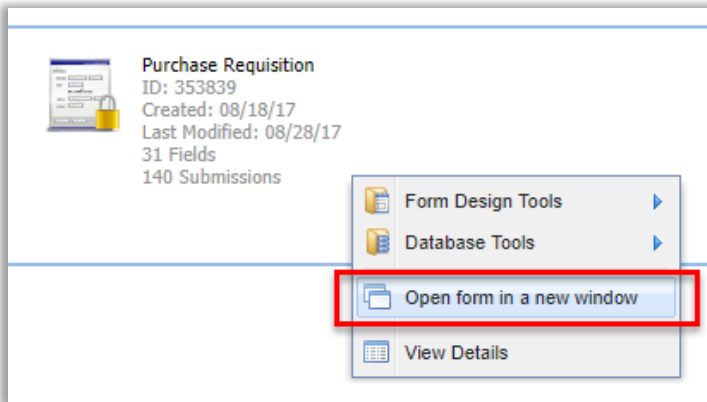 Purchase Requisition
ID: 353839
Created: 08/18/17
Last Modified: 08/28/17
31 Fields
140 Submissions
Form Design Tools
Database Tools
Open form in a new window
View Details